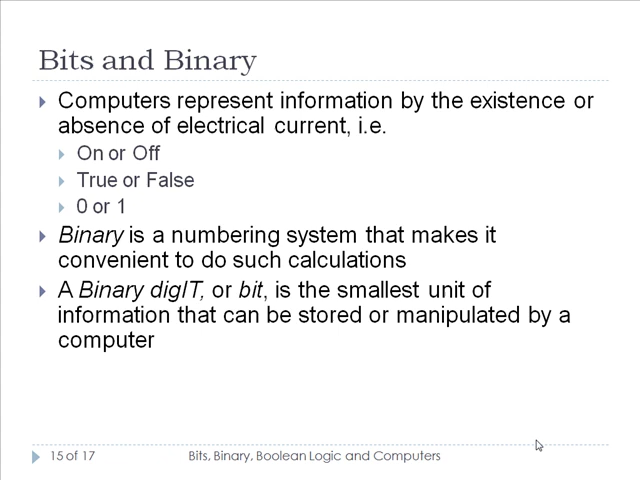 Bits and Binary
Computers represent information by the existence or
absence of electrical current, i.e.
On or Off
True or False
0 or 1
Binary is a numbering system that makes it
convenient to do such calculations
A Binary digIT, or bit, is the smallest unit of
information that can be stored or manipulated by a
computer
15 of 17
Bits, Binary, Boolean Logic and Computers